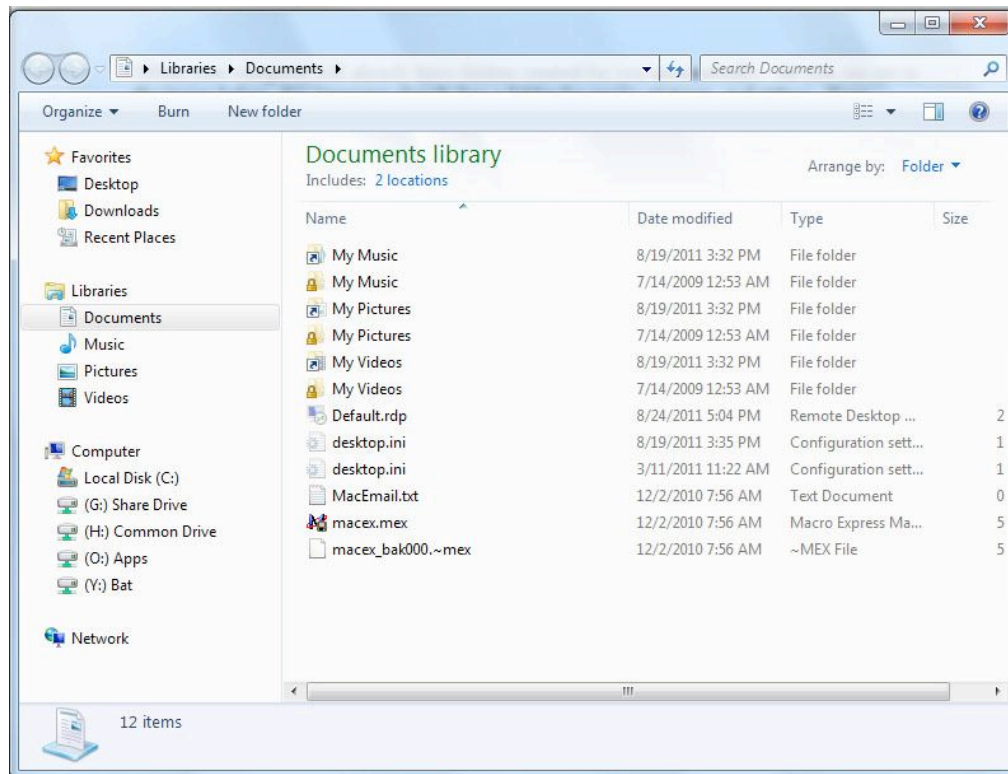 Libraries Documents Search Documents
Organize Burn New folder
Favorites
Desktop
Downloads
Recent Places
Libraries
Documents
Music
Pictures
Videos
Computer
Local Disk (C:)
(G:) Share Drive
(H:) Common Drive
(O:) Apps
(Y:) Bat
Network
Documents library
Includes: 2 locations
Arrange by: Folder
Name Date modified Type Size
My Music 8/19/2011 3:32 PM File folder
My Music 7/14/2009 12:53 AM File folder
My Pictures 8/19/2011 3:32 PM File folder
My Pictures 7/14/2009 12:53 AM File folder
My Videos 8/19/2011 3:32 PM File folder
My Videos 7/14/2009 12:53 AM File folder
Default.rdp 8/24/2011 5:04 PM Remote Desktop ... 2
desktop.ini 8/19/2011 3:35 PM Configuration sett... 1
desktop.ini 3/11/2011 11:22 AM Configuration sett... 1
MacEmail.txt 12/2/2010 7:56 AM Text Document 0
macex.mex 12/2/2010 7:56 AM Macro Express Ma... 5
macex_bak000.~mex 12/2/2010 7:56 AM ~MEX File 5
12 items